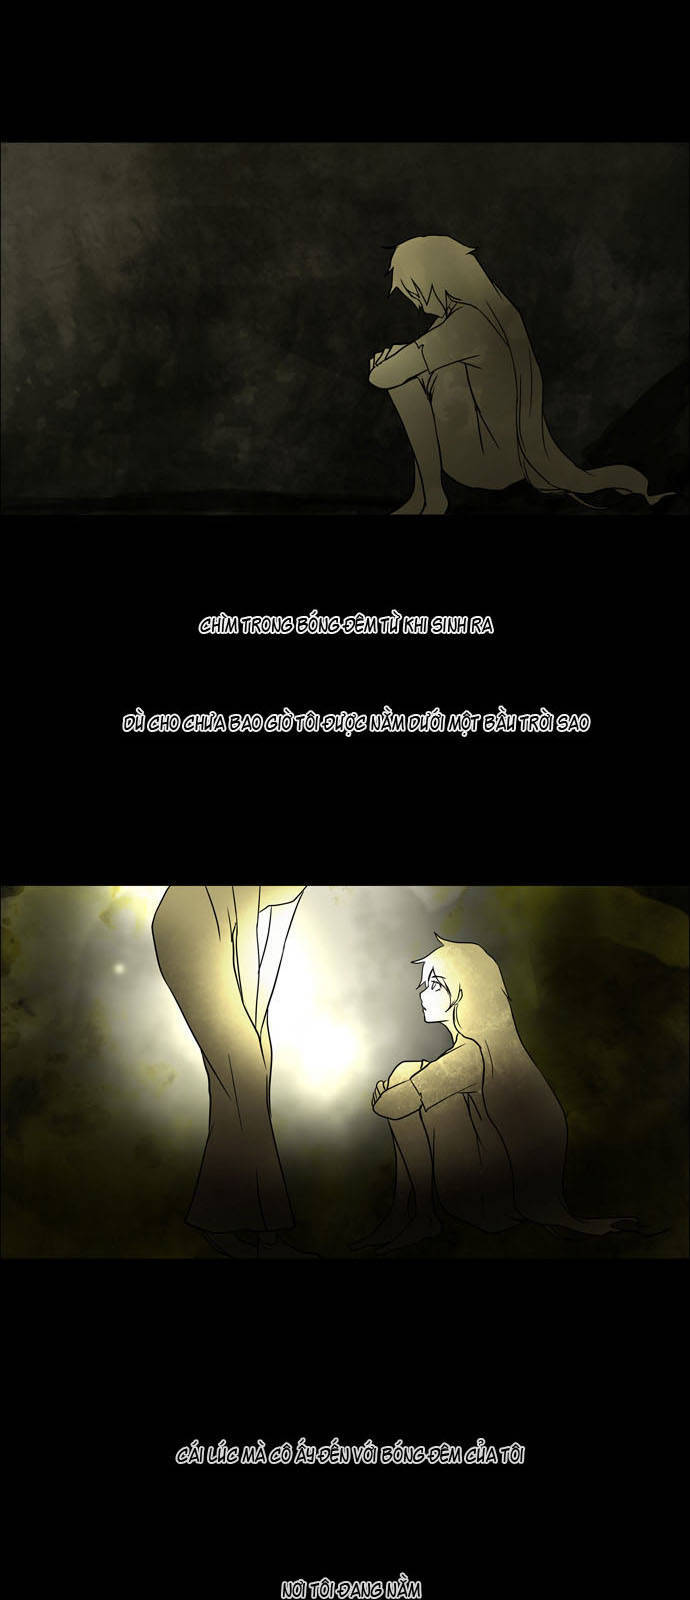 CHÌM TRONG BÓNG ĐÊM TỪ KHI SINH RA
DÙ CHO CHƯA BAO GIỜ TÔI ĐƯỢC NẰM DƯỚI MỘT BẦU TRỜI SAO
CÁI LÚC MÀ CÔ ẤY ĐẾN VỚI BÓNG ĐÊM CỦA TÔI
NƠI TÔI ĐANG NẰM